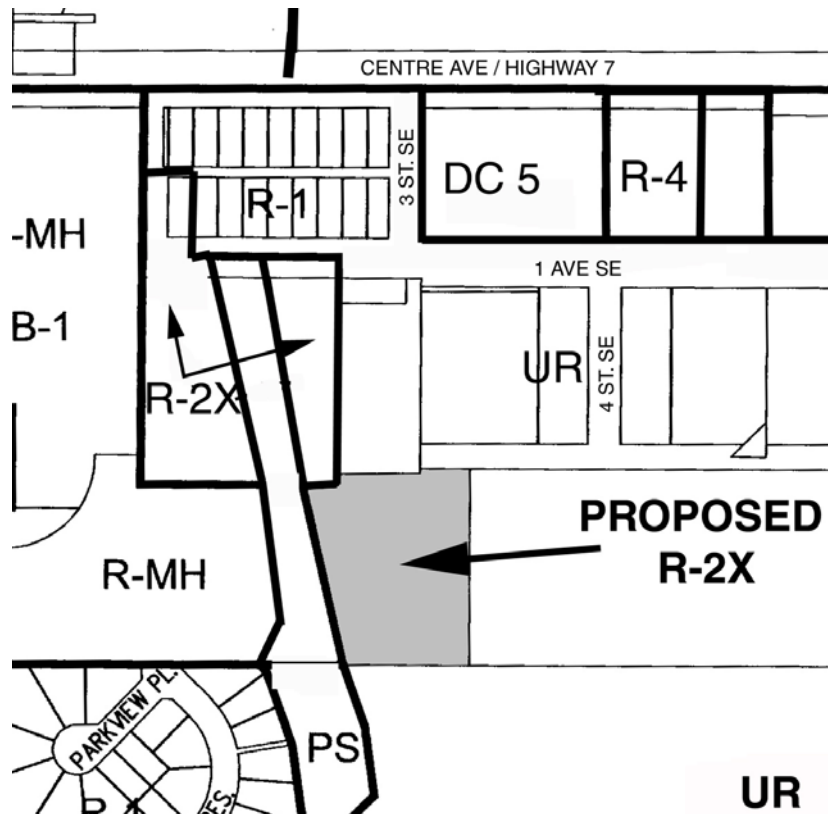 CENTRE AVE / HIGHWAY 7
3 ST. SE
DC 5
R-4
R-1
-MH
1 AVE SE
B-1
UR
4 ST. SE
R-2X
PROPOSED
R-2X
R-MH
PARKVIEW PL.
PS
UR